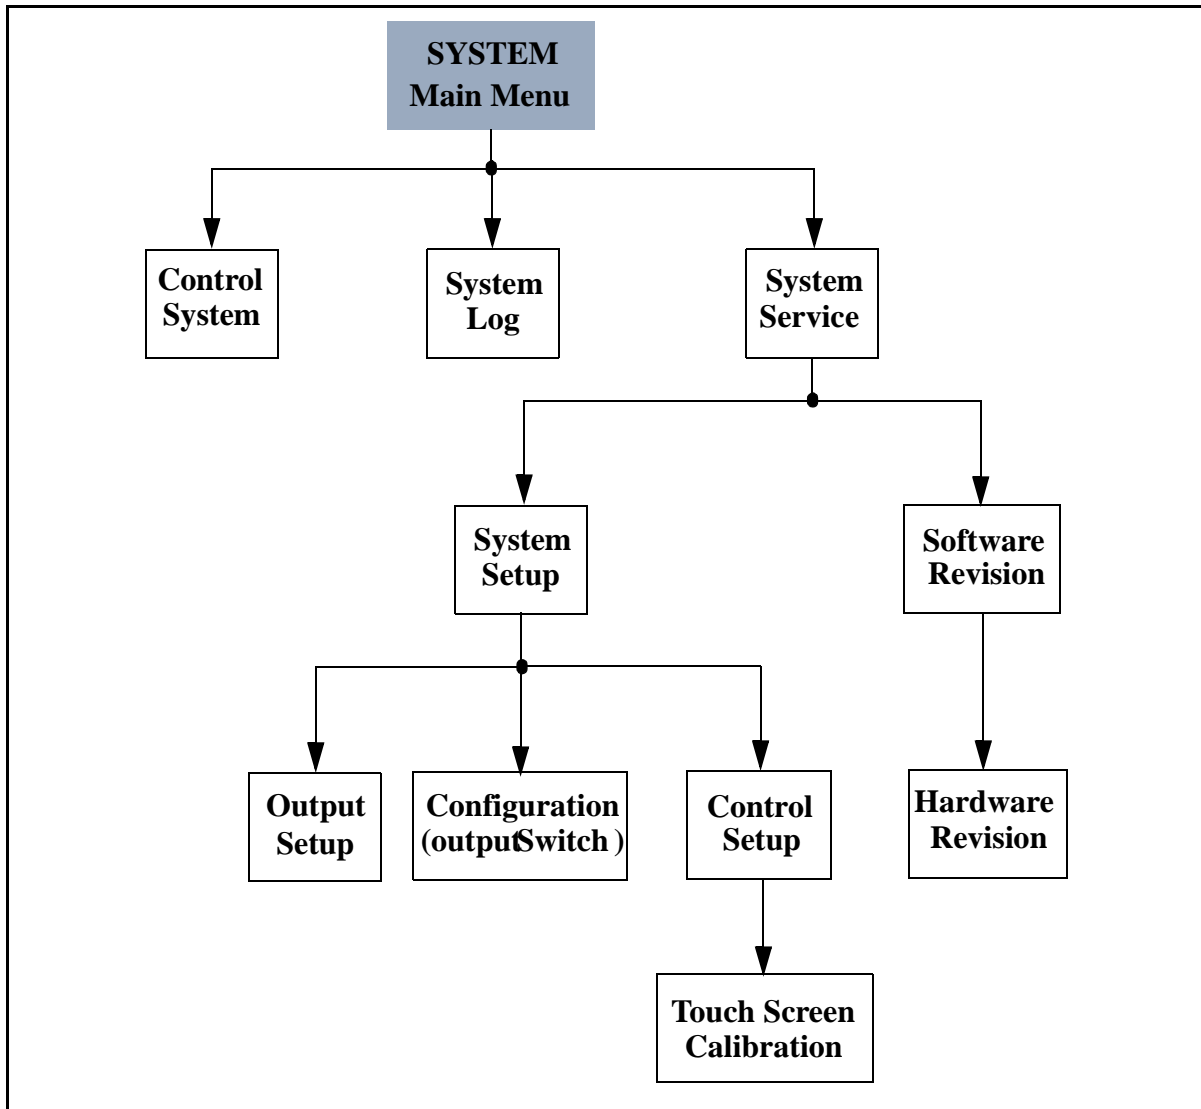 SYSTEM
Main Menu
Control
System
System
Log
System
Service
System
Setup
Software
Revision
Output
Setup
Configuration
(outputSwitch )
Control
Setup
Hardware
Revision
Touch Screen
Calibration